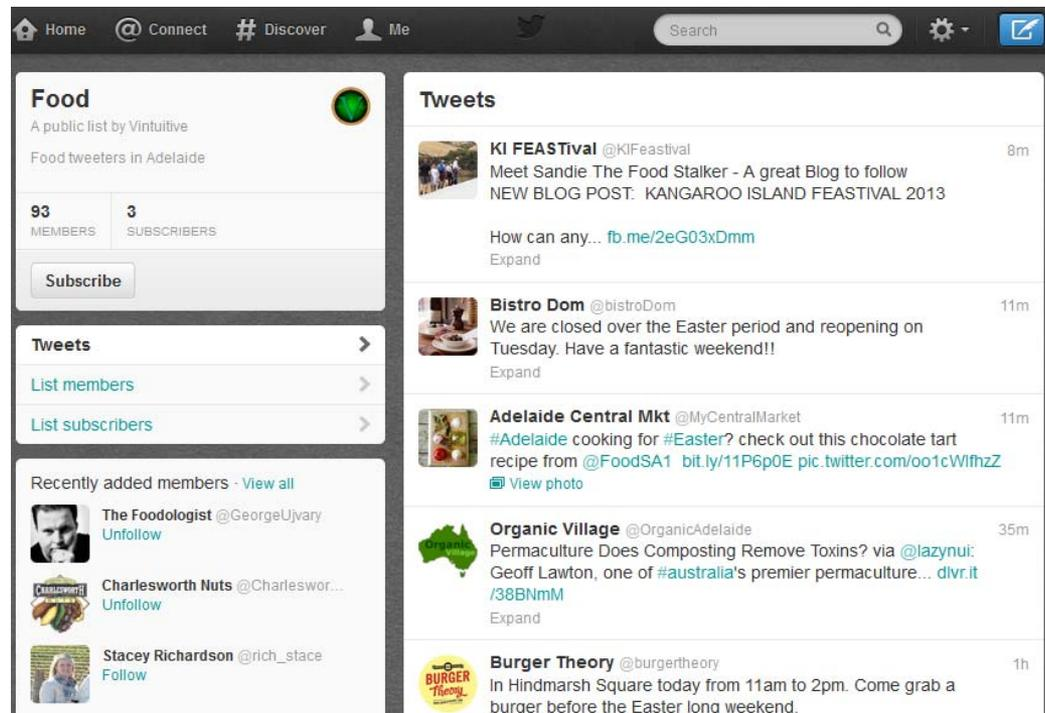 Home
Connect
Discover
Me
Search
Food
A public list by Vintuitive
Food tweeters in Adelaide
93
MEMBERS
3
SUBSCRIBERS
Subscribe
Tweets
List members
List subscribers
Recently added members · View all
The Foodologist @GeorgeUjvary
Unfollow
CHARLESWORTH
NUTS
Charlesworth Nuts @Charleswor...
Unfollow
Stacey Richardson @rich_stace
Follow
Tweets
KI FEASTival @KIFeastival 8m
Meet Sandie The Food Stalker - A great Blog to follow
NEW BLOG POST: KANGAROO ISLAND FEASTIVAL 2013
How can any... fb.me/2eG03xDmm
Expand
Bistro Dom @bistroDom 11m
We are closed over the Easter period and reopening on
Tuesday. Have a fantastic weekend!!
Expand
Adelaide Central Mkt @MyCentralMarket 11m
#Adelaide cooking for #Easter? check out this chocolate tart
recipe from @FoodSA1 bit.ly/11P6p0E pic.twitter.com/oo1cWlfhzZ
View photo
Organic
Village
Organic Village @OrganicAdelaide 35m
Permaculture Does Composting Remove Toxins? via @lazynui:
Geoff Lawton, one of #australia's premier permaculture... dlvr.it
/38BNmM
Expand
BURGER
Theory
Burger Theory @burgertheory 1h
In Hindmarsh Square today from 11am to 2pm. Come grab a
burger before the Easter long weekend.